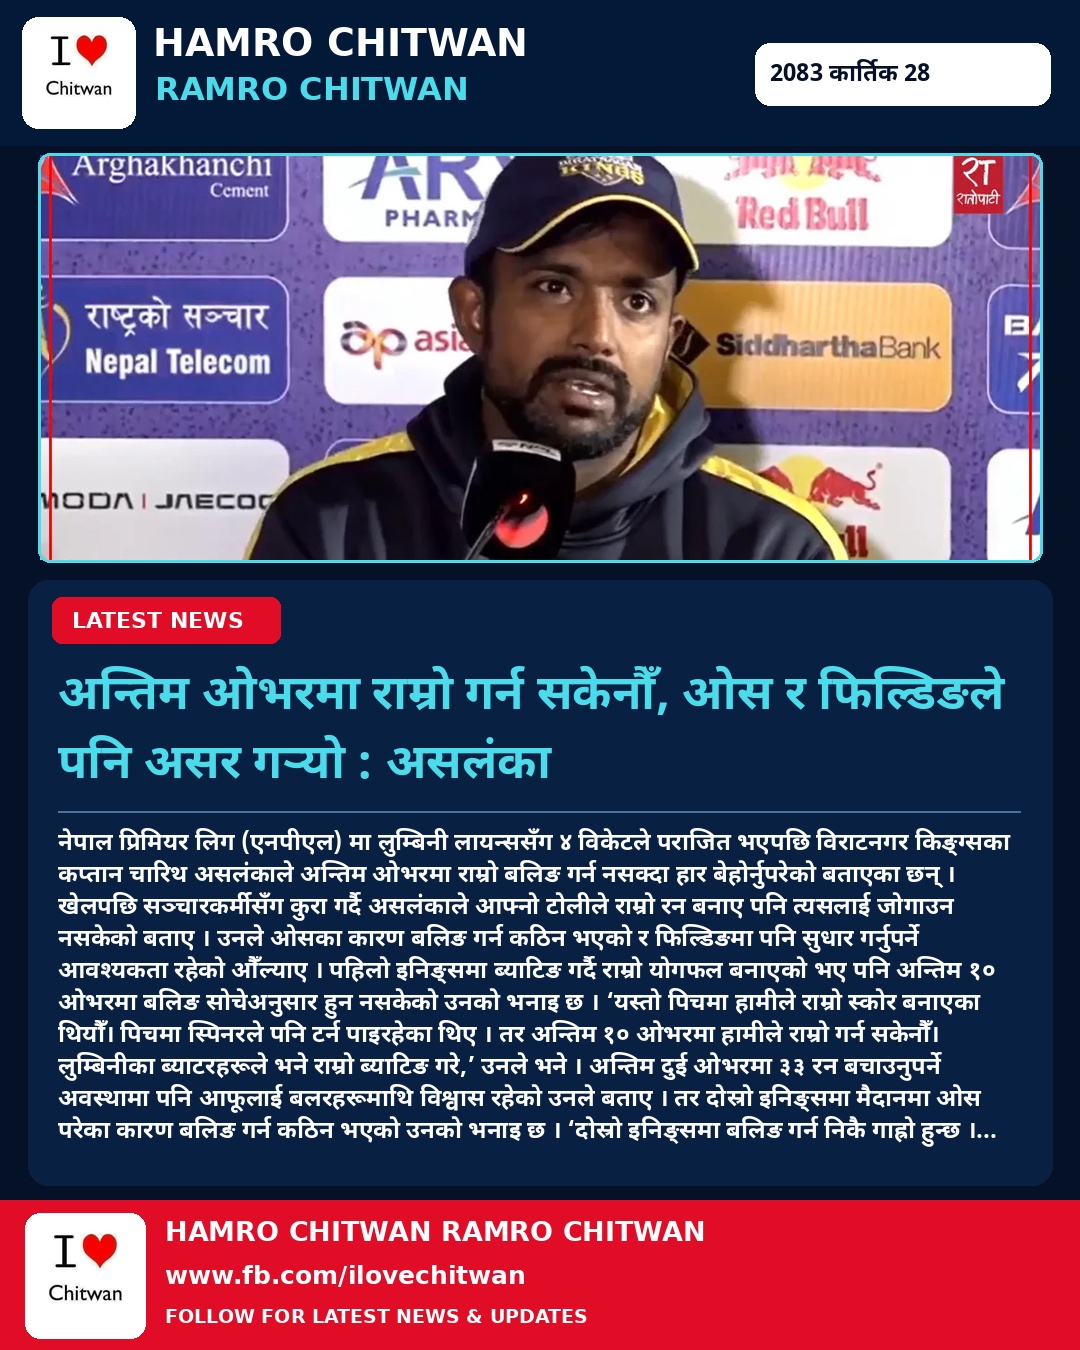 I ❤ Chitwan
HAMRO CHITWAN
RAMRO CHITWAN
2083 कार्तिक 28
Arghakhanchi
Cement
PHARM
KINGS
Red Bull
रातोपाटी
राष्ट्रको सञ्चार
Nepal Telecom
asia
SiddharthaBank
MODA | JAECOO
LATEST NEWS
अन्तिम ओभरमा राम्रो गर्न सकेनौँ, ओस र फिल्डिङले
पनि असर गऱ्यो : असलंका
नेपाल प्रिमियर लिग (एनपीएल) मा लुम्बिनी लायन्ससँग ४ विकेटले पराजित भएपछि विराटनगर किङ्ग्सका
कप्तान चारिथ असलंकाले अन्तिम ओभरमा राम्रो बलिङ गर्न नसक्दा हार बेहोर्नुपरेको बताएका छन् ।
खेलपछि सञ्चारकर्मीसँग कुरा गर्दै असलंकाले आफ्नो टोलीले राम्रो रन बनाए पनि त्यसलाई जोगाउन
नसकेको बताए । उनले ओसका कारण बलिङ गर्न कठिन भएको र फिल्डिङमा पनि सुधार गर्नुपर्ने
आवश्यकता रहेको औँल्याए । पहिलो इनिङ्समा ब्याटिङ गर्दै राम्रो योगफल बनाएको भए पनि अन्तिम १०
ओभरमा बलिङ सोचेअनुसार हुन नसकेको उनको भनाइ छ । ‘यस्तो पिचमा हामीले राम्रो स्कोर बनाएका
थियौँ। पिचमा स्पिनरले पनि टर्न पाइरहेका थिए । तर अन्तिम १० ओभरमा हामीले राम्रो गर्न सकेनौँ।
लुम्बिनीका ब्याटरहरूले भने राम्रो ब्याटिङ गरे,’ उनले भने । अन्तिम दुई ओभरमा ३३ रन बचाउनुपर्ने
अवस्थामा पनि आफूलाई बलरहरूमाथि विश्वास रहेको उनले बताए । तर दोस्रो इनिङ्समा मैदानमा ओस
परेका कारण बलिङ गर्न कठिन भएको उनको भनाइ छ । ‘दोस्रो इनिङ्समा बलिङ गर्न निकै गाह्रो हुन्छ ।...
I ❤ Chitwan
HAMRO CHITWAN RAMRO CHITWAN
www.fb.com/ilovechitwan
FOLLOW FOR LATEST NEWS & UPDATES